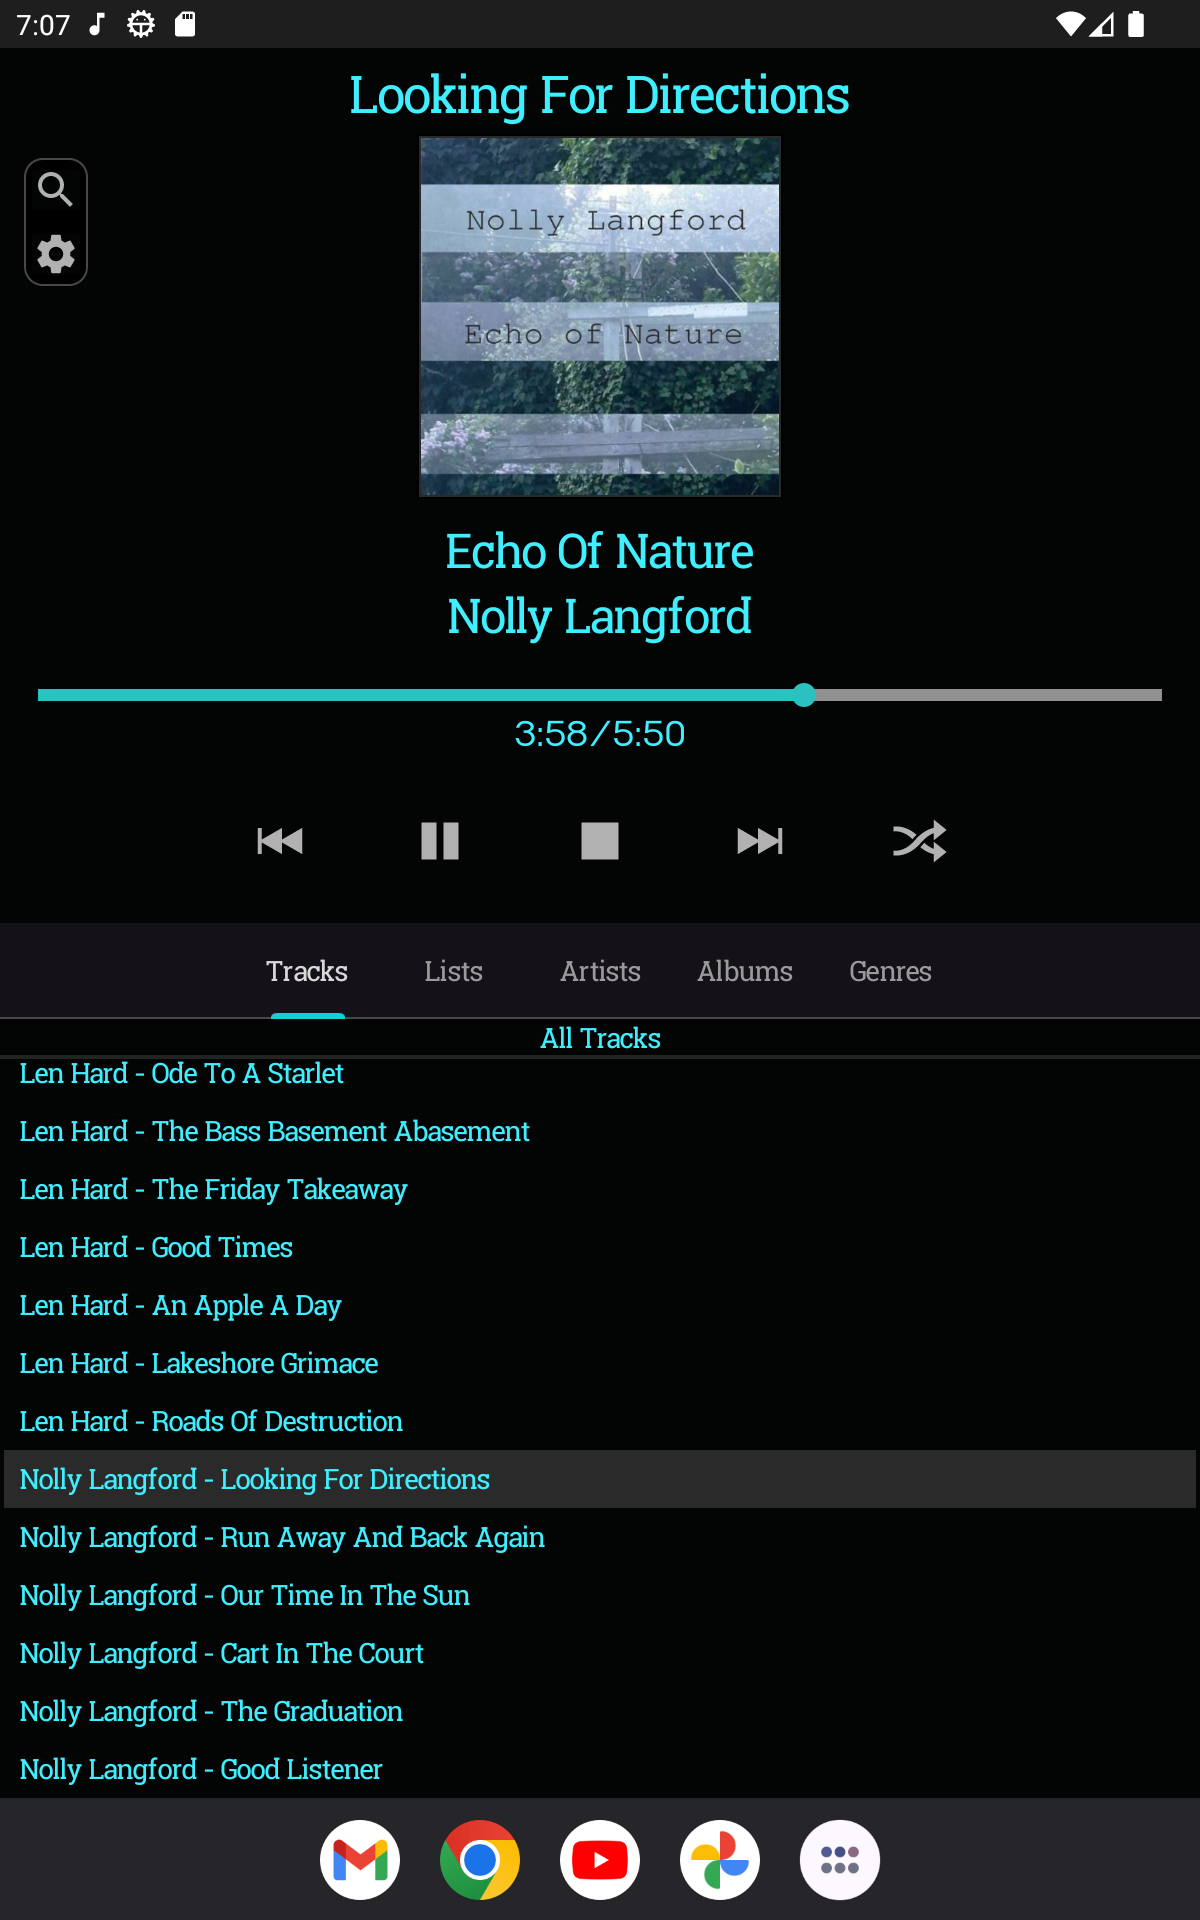 7:07
Looking For Directions
Nolly Langford
Echo of Nature
Echo Of Nature
Nolly Langford
3:58/5:50
Tracks Lists Artists Albums Genres
All Tracks
Len Hard - Ode To A Starlet
Len Hard - The Bass Basement Abasement
Len Hard - The Friday Takeaway
Len Hard - Good Times
Len Hard - An Apple A Day
Len Hard - Lakeshore Grimace
Len Hard - Roads Of Destruction
Nolly Langford - Looking For Directions
Nolly Langford - Run Away And Back Again
Nolly Langford - Our Time In The Sun
Nolly Langford - Cart In The Court
Nolly Langford - The Graduation
Nolly Langford - Good Listener